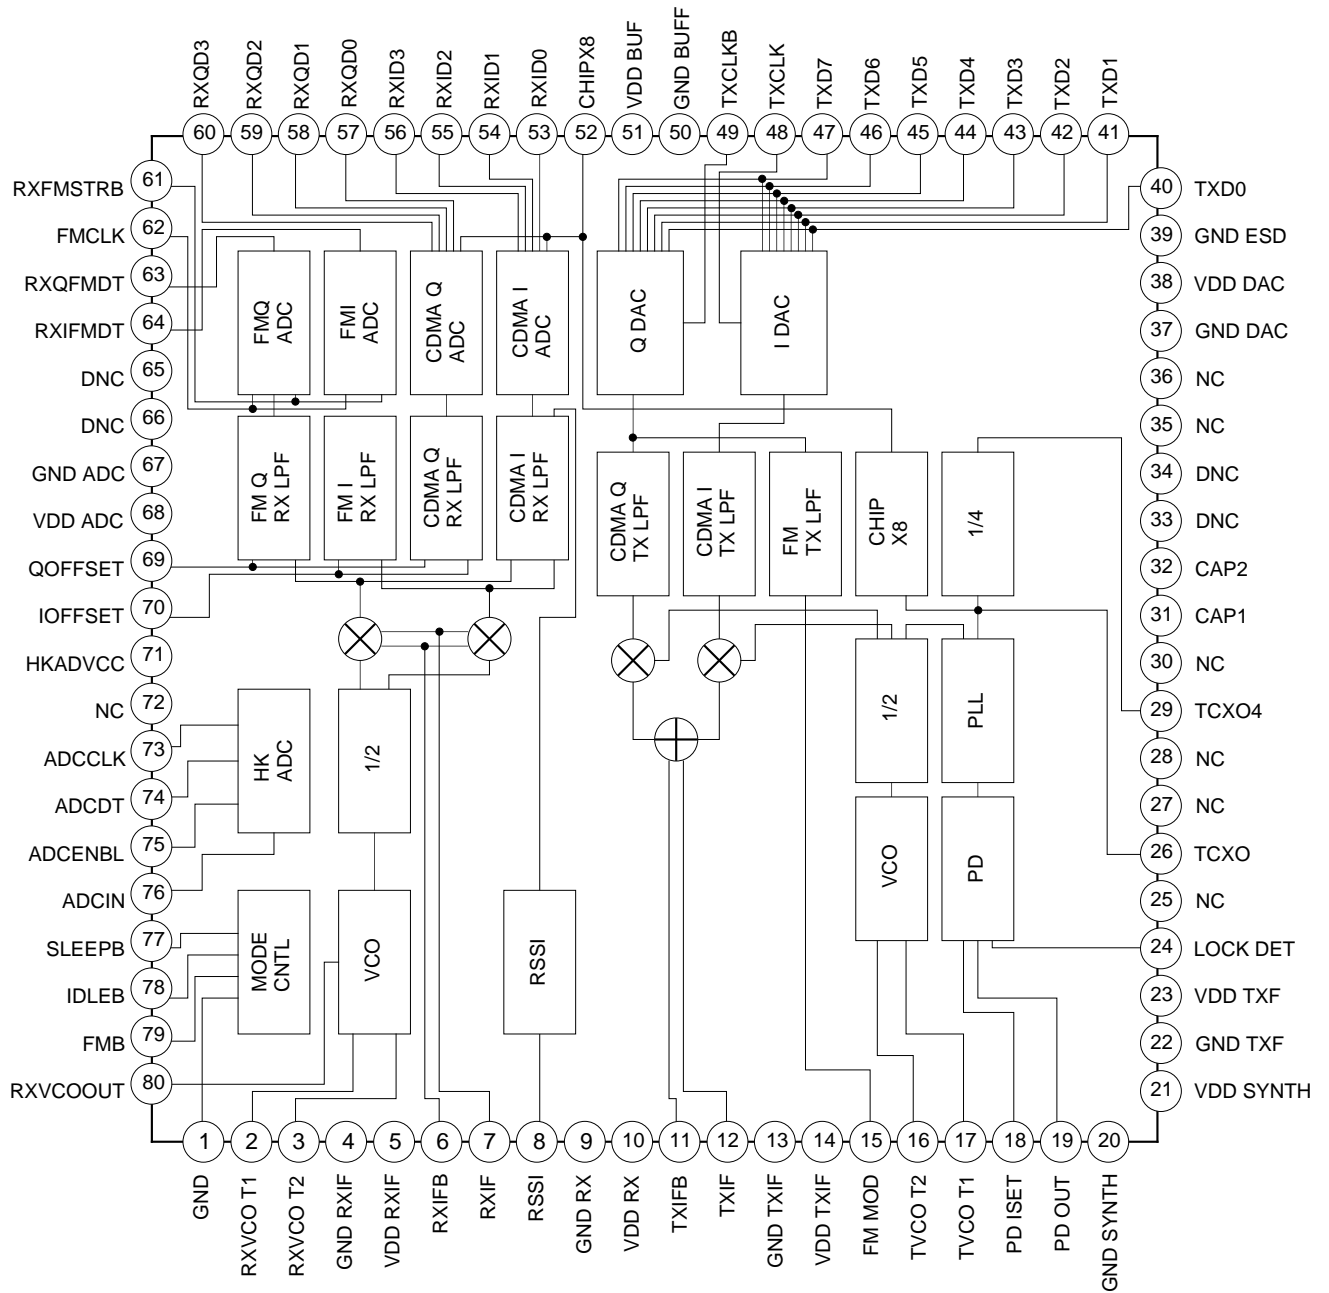 RXQD3
RXQD2
RXQD1
RXQD0
RXID3
RXID2
RXID1
RXID0
CHIPX8
VDD BUF
GND BUFF
TXCLKB
TXCLK
TXD7
TXD6
TXD5
TXD4
TXD3
TXD2
TXD1
60
59
58
57
56
55
54
53
52
51
50
49
48
47
46
45
44
43
42
41
RXFMSTRB
61
FMCLK
62
RXQFMDT
63
RXIFMDT
64
DNC
65
DNC
66
GND ADC
67
VDD ADC
68
QOFFSET
69
IOFFSET
70
HKADVCC
71
NC
72
ADCCLK
73
ADCDT
74
ADCENBL
75
ADCIN
76
SLEEPB
77
IDLEB
78
FMB
79
RXVCOOUT
80
FMQ
ADC
FMI
ADC
CDMA Q
ADC
CDMA I
ADC
Q DAC
I DAC
FM Q
RX LPF
FM I
RX LPF
CDMA Q
RX LPF
CDMA I
RX LPF
CDMA Q
TX LPF
CDMA I
TX LPF
FM
TX LPF
CHIP
X8
1/4
HK
ADC
1/2
1/2
PLL
MODE
CNTL
VCO
RSSI
VCO
PD
40
TXD0
39
GND ESD
38
VDD DAC
37
GND DAC
36
NC
35
NC
34
DNC
33
DNC
32
CAP2
31
CAP1
30
NC
29
TCXO4
28
NC
27
NC
26
TCXO
25
NC
24
LOCK DET
23
VDD TXF
22
GND TXF
21
VDD SYNTH
1
2
3
4
5
6
7
8
9
10
11
12
13
14
15
16
17
18
19
20
GND
RXVCO T1
RXVCO T2
GND RXIF
VDD RXIF
RXIFB
RXIF
RSSI
GND RX
VDD RX
TXIFB
TXIF
GND TXIF
VDD TXIF
FM MOD
TVCO T2
TVCO T1
PD ISET
PD OUT
GND SYNTH